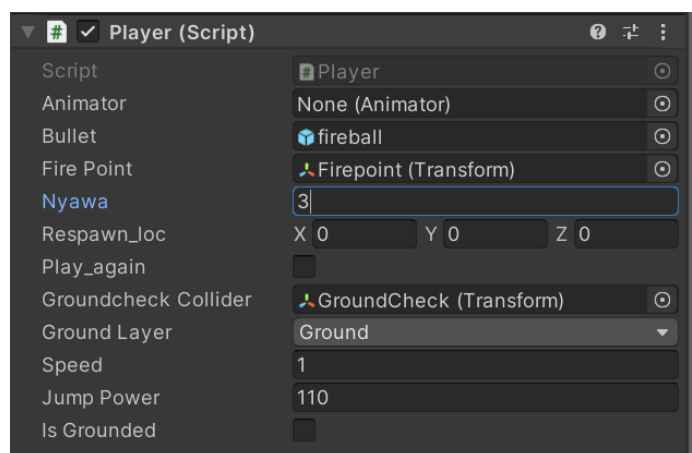 # Player (Script)
Script #Player
Animator None (Animator)
Bullet fireball
Fire Point Firepoint (Transform)
Nyawa 3
Respawn_loc X 0 Y 0 Z 0
Play_again
Groundcheck Collider GroundCheck (Transform)
Ground Layer Ground
Speed 1
Jump Power 110
Is Grounded